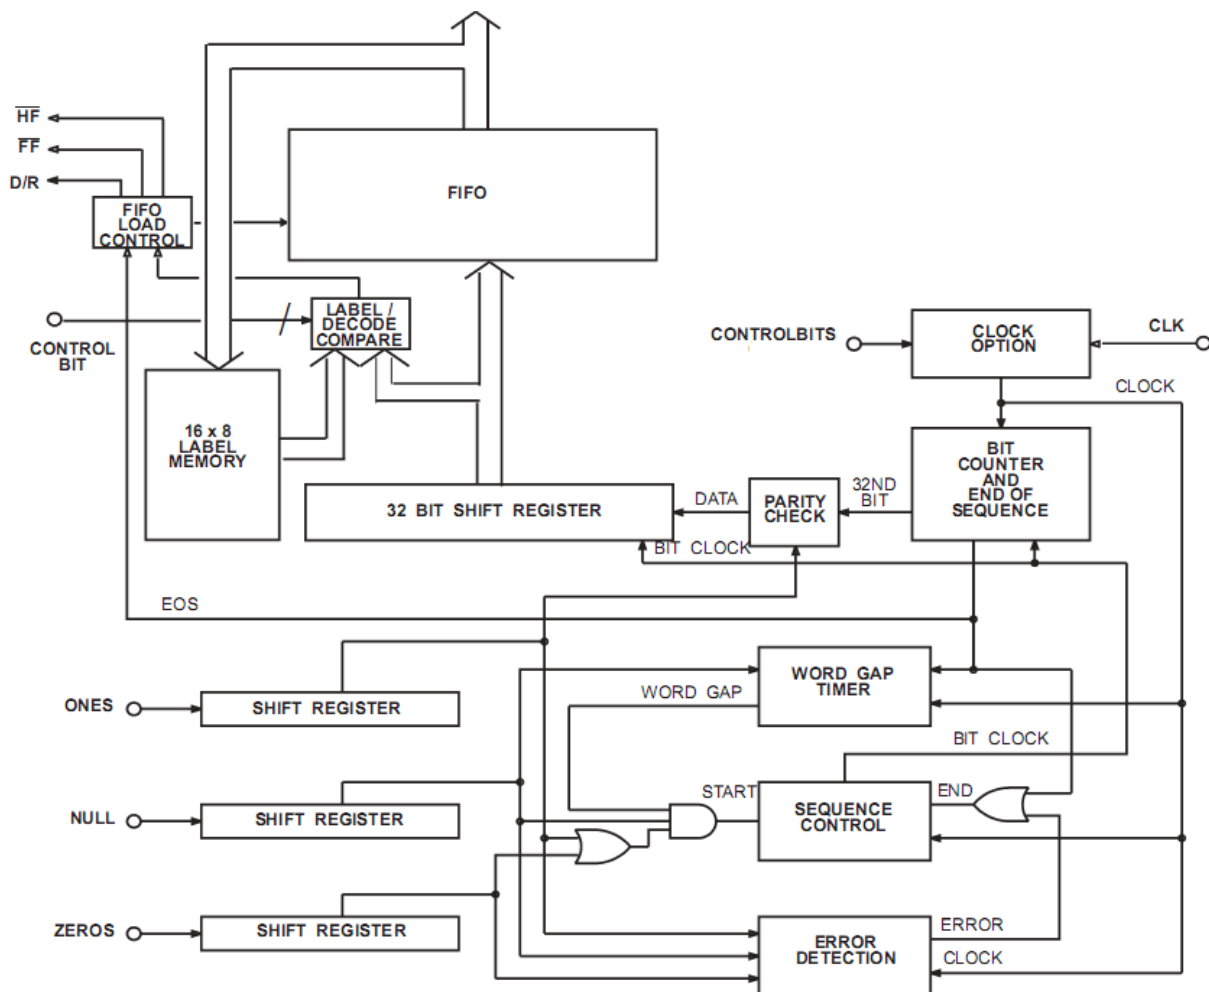 HF
FF
D/R
FIFO
LOAD
CONTROL
FIFO
CONTROL
BIT
LABEL /
DECODE
COMPARE
CONTROLBITS
CLOCK
OPTION
CLK
CLOCK
16 x 8
LABEL
MEMORY
BIT
COUNTER
AND
END OF
SEQUENCE
32ND
BIT
PARITY
CHECK
DATA
32 BIT SHIFT REGISTER
BIT CLOCK
EOS
WORD GAP
TIMER
WORD GAP
ONES
SHIFT REGISTER
BIT CLOCK
START
SEQUENCE
CONTROL
END
NULL
SHIFT REGISTER
ZEROS
SHIFT REGISTER
ERROR
DETECTION
ERROR
CLOCK